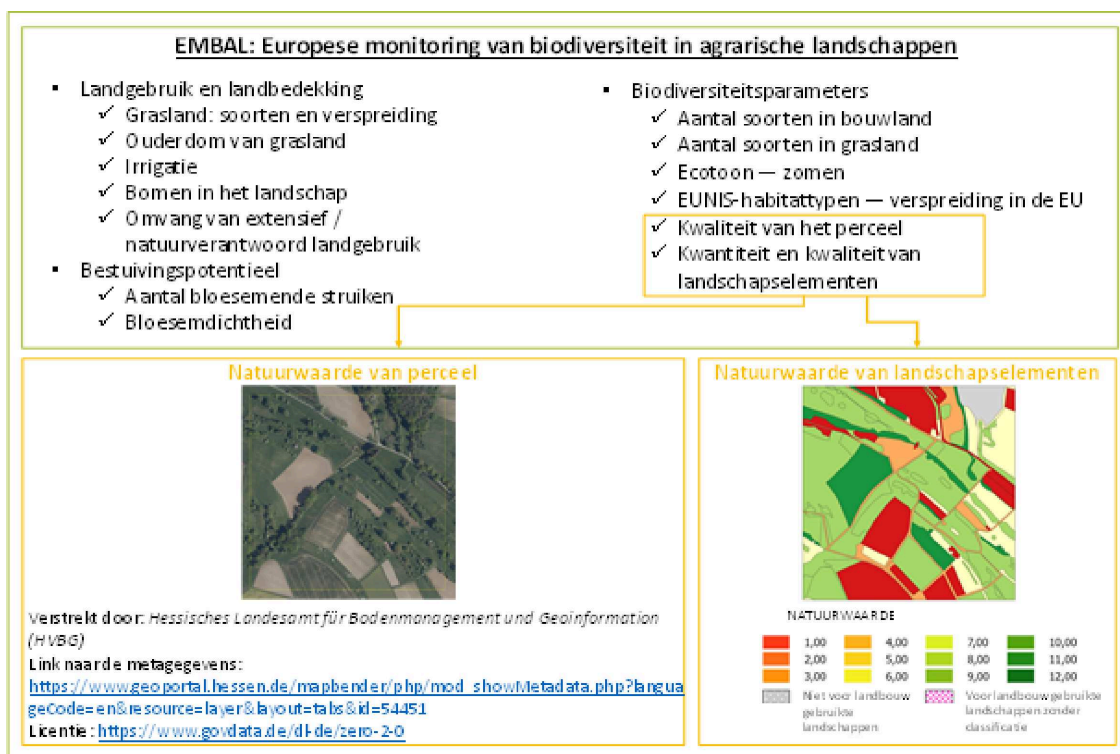 EMBAL: Europese monitoring van biodiversiteit in agrarische landschappen
▪ Landgebruik en landbedekking
✓ Grasland: soorten en verspreiding
✓ Ouderdom van grasland
✓ Irrigatie
✓ Bomen in het landschap
✓ Omvang van extensief /
natuurverantwoord landgebruik
▪ Bestuivingspotentieel
✓ Aantal bloesemende struiken
✓ Bloesemdichtheid
▪ Biodiversiteitsparameters
✓ Aantal soorten in bouwland
✓ Aantal soorten in grasland
✓ Ecotoon — zomen
✓ EUNIS-habitattypen — verspreiding in de EU
✓ Kwaliteit van het perceel
✓ Kwantiteit en kwaliteit van
landschapselementen
Natuurwaarde van perceel
Verstrekt door: Hessisches Landesamt für Bodenmanagement und Geoinformation
(HVBG)
Link naar de metagegevens:
https://www.geoportal.hessen.de/mapbender/php/mod_showMetadata.php?langua
geCode=en&resource=layer&layout=tabs&id=54451
Licentie: https://www.govdata.de/dl-de/zero-2-0
Natuurwaarde van landschapselementen
NATUURWAARDE
1,00 4,00 7,00 10,00
2,00 5,00 8,00 11,00
3,00 6,00 9,00 12,00
Niet voor landbouw
gebruikte
landschappen
Voor landbouw gebruikte
landschappen zonder
classificatie